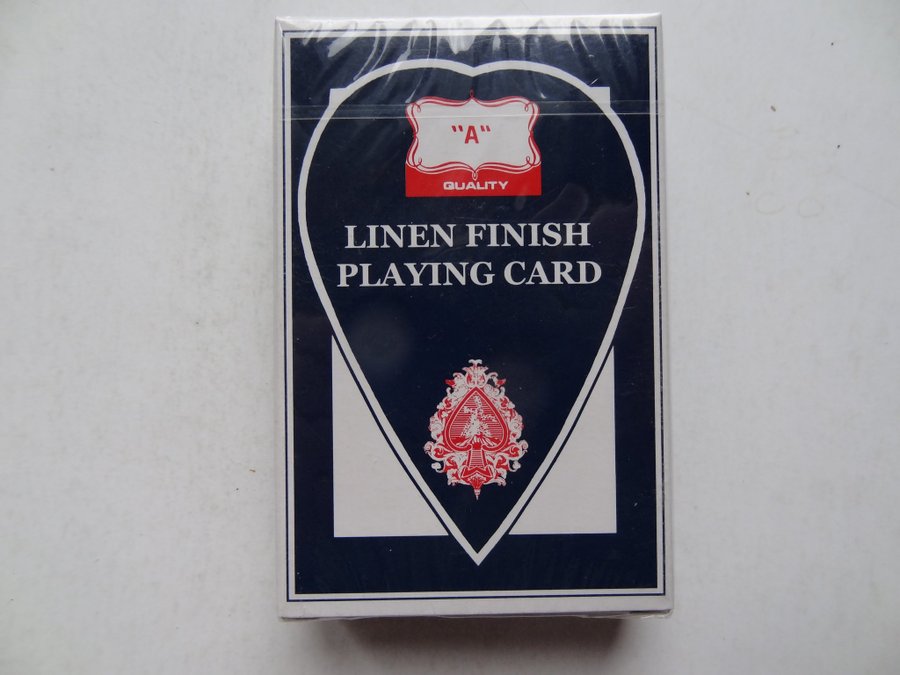 "A"
QUALITY
LINEN FINISH
PLAYING CARD